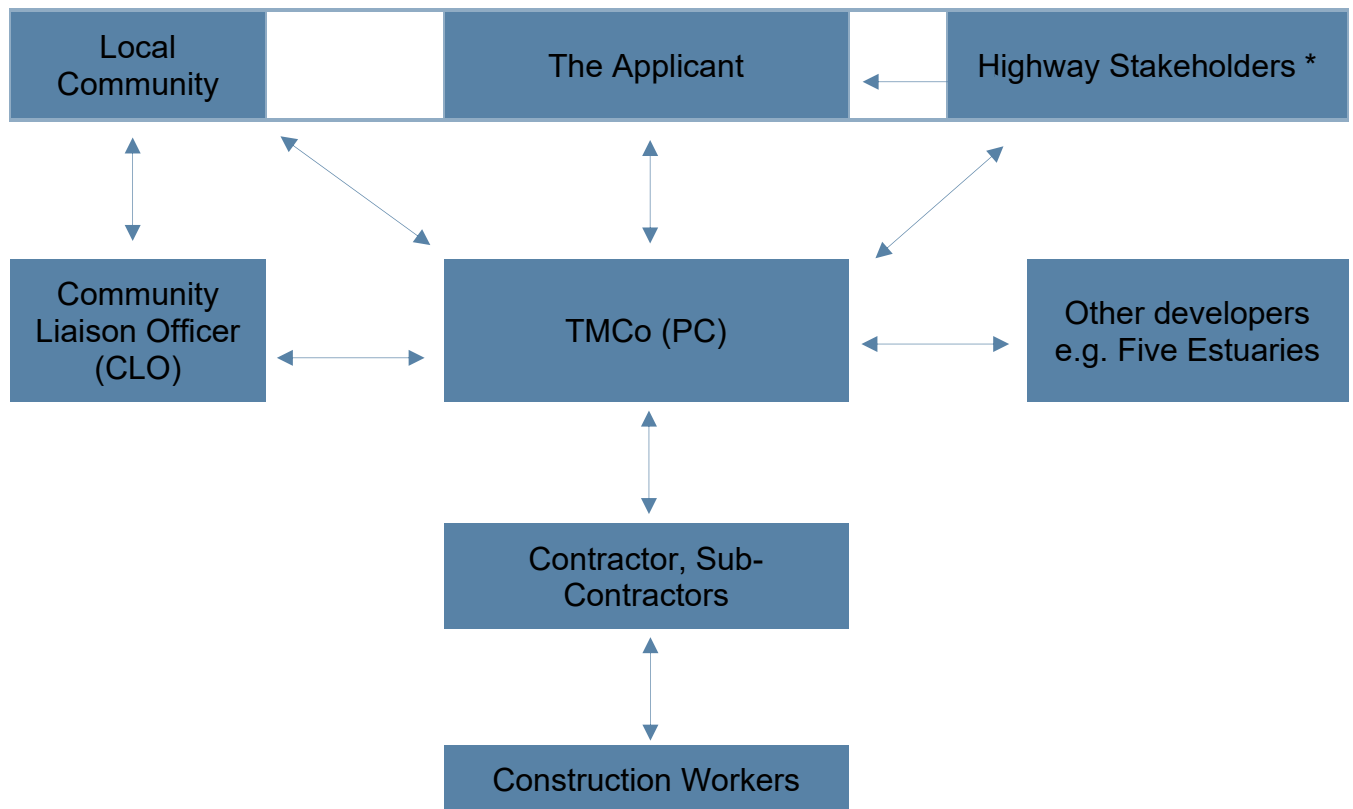 Local
Community
The Applicant
Highway Stakeholders *
Community
Liaison Officer
(CLO)
TMCo (PC)
Other developers
e.g. Five Estuaries
Contractor, Sub-
Contractors
Construction Workers